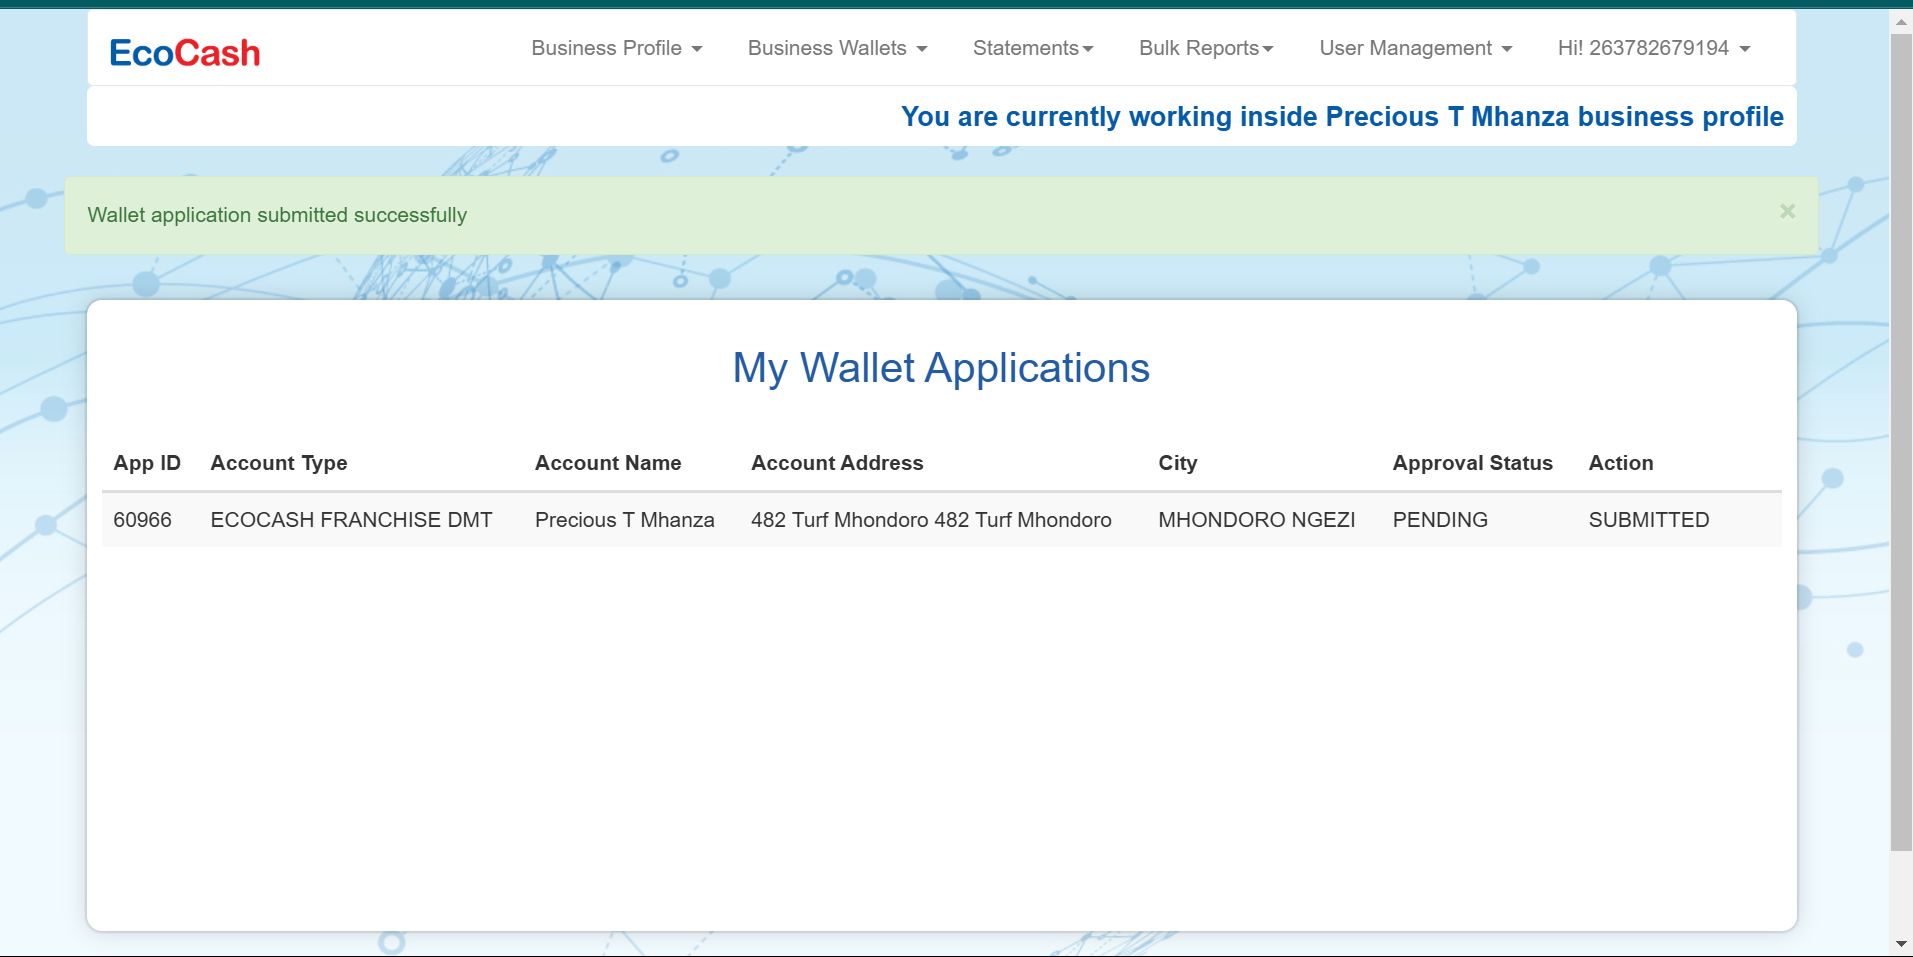 EcoCash Business Profile Business Wallets Statements Bulk Reports User Management Hi! 263782679194
You are currently working inside Precious T Mhanza business profile
Wallet application submitted successfully ×
My Wallet Applications
App ID Account Type Account Name Account Address City Approval Status Action
60966 ECOCASH FRANCHISE DMT Precious T Mhanza 482 Turf Mhondoro 482 Turf Mhondoro MHONDORO NGEZI PENDING SUBMITTED